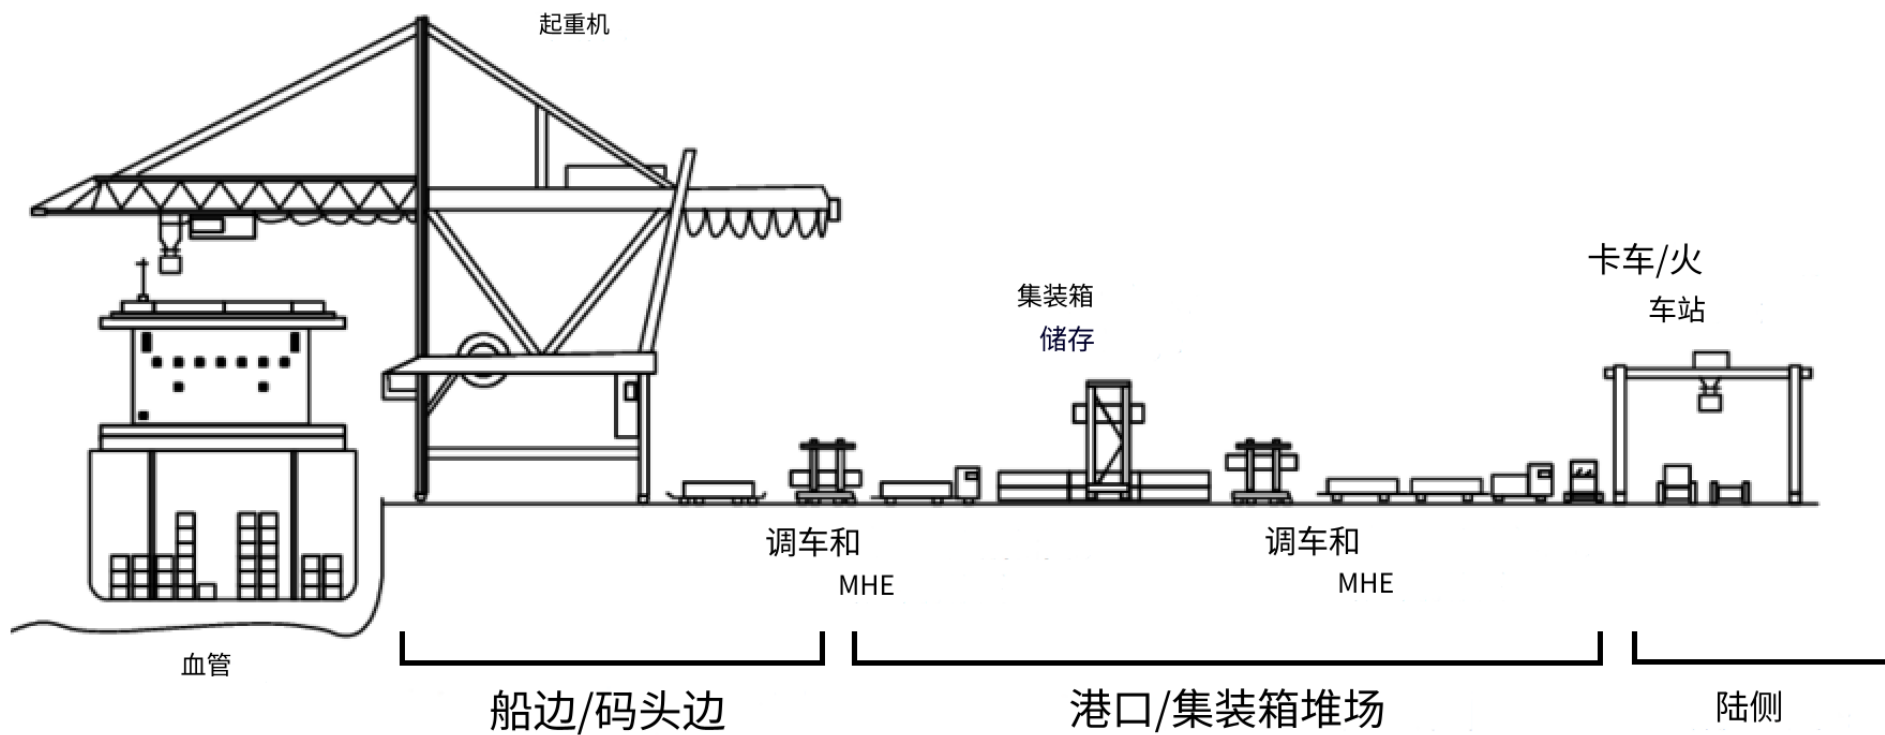 起重机
卡车/火
车站
集装箱
储存
调车和
MHE
调车和
MHE
血管
船边/码头边
港口/集装箱堆场
陆侧